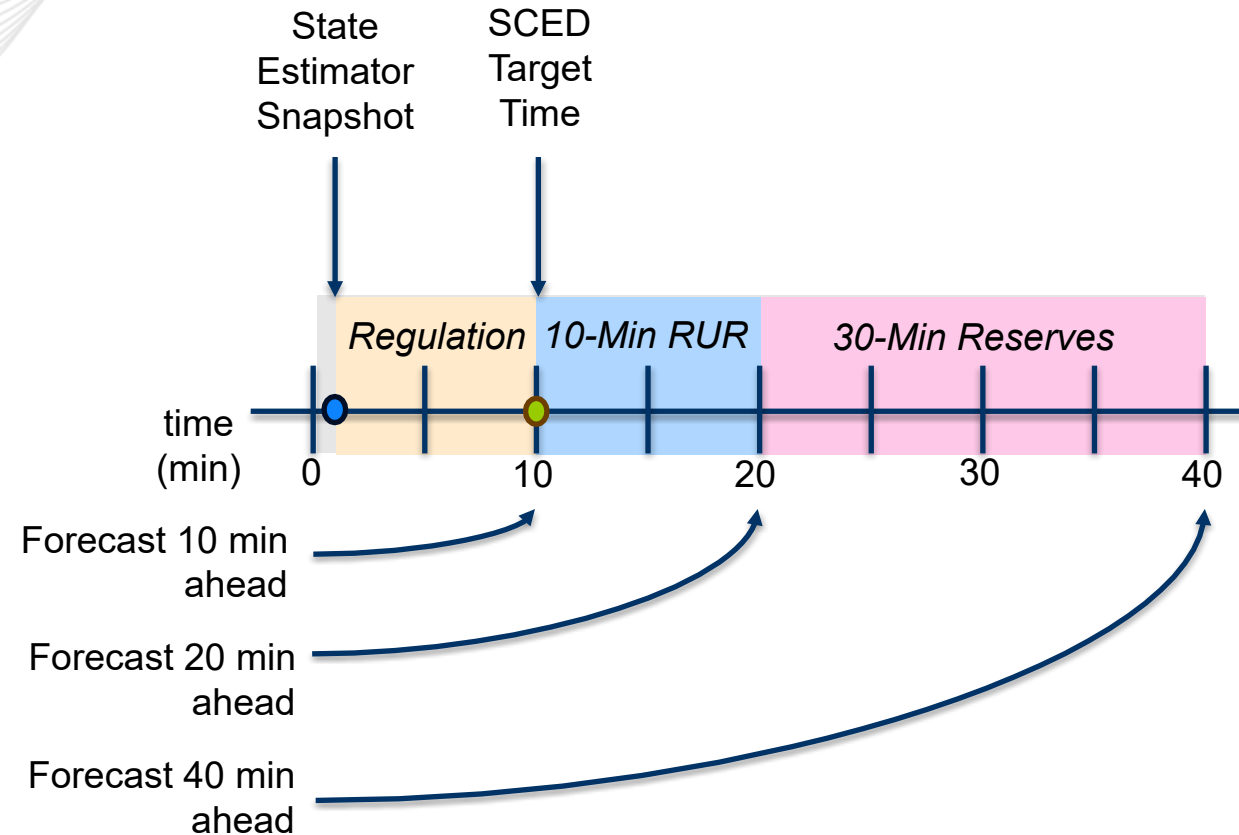 State
Estimator
Snapshot
SCED
Target
Time
Regulation
10-Min RUR
30-Min Reserves
time
(min)
0
10
20
30
40
Forecast 10 min
ahead
Forecast 20 min
ahead
Forecast 40 min
ahead